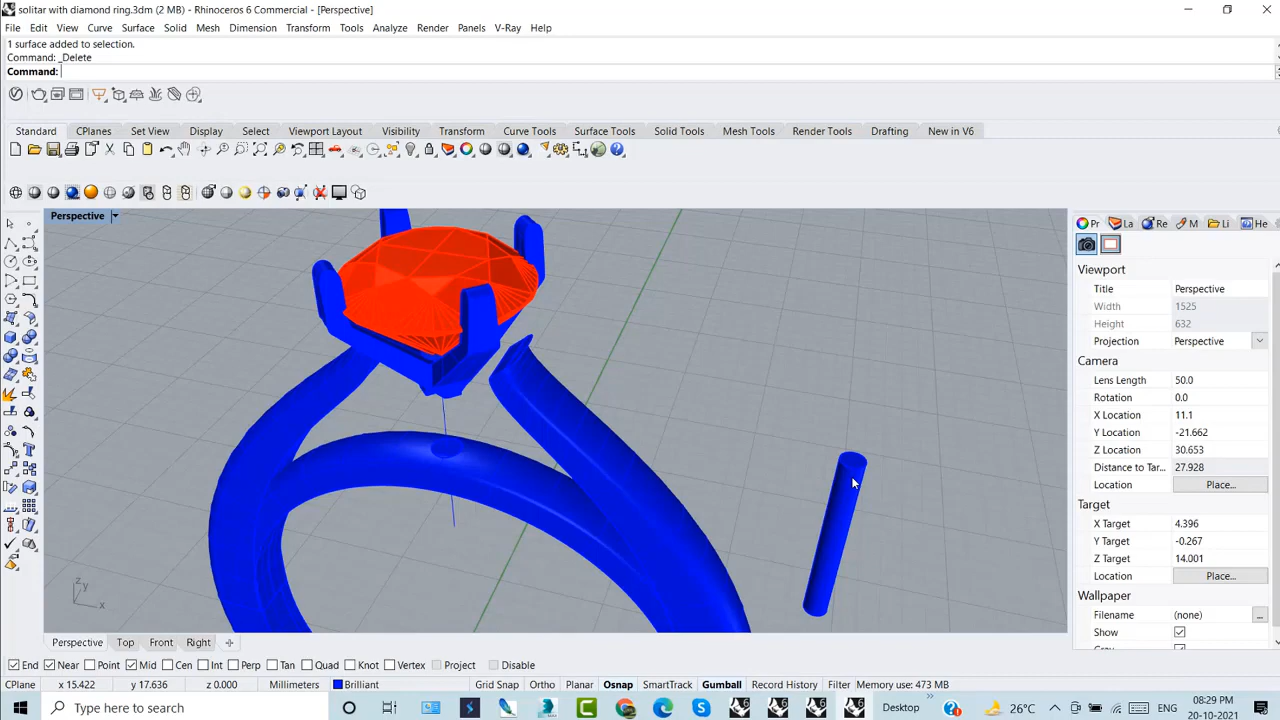 solitar with diamond ring.3dm (2 MB) - Rhinoceros 6 Commercial - [Perspective]
File Edit View Curve Surface Solid Mesh Dimension Transform Tools Analyze Render Panels V-Ray Help
1 surface added to selection.
Command: _Delete
Command:
Standard CPlanes Set View Display Select Viewport Layout Visibility Transform Curve Tools Surface Tools Solid Tools Mesh Tools Render Tools Drafting New in V6
Perspective
Pr La Re M Li He
Viewport
Title Perspective
Width 1525
Height 632
Projection Perspective
Camera
Lens Length 50.0
Rotation 0.0
X Location 11.1
Y Location -21.662
Z Location 30.653
Distance to Tar... 27.928
Location Place...
Target
X Target 4.396
Y Target -0.267
Z Target 14.001
Location Place...
Wallpaper
Filename (none) ...
Show
Gray
z y x
Perspective Top Front Right
End Near Point Mid Cen Int Perp Tan Quad Knot Vertex Project Disable
CPlane x 15.422 y 17.636 z 0.000 Millimeters Brilliant Grid Snap Ortho Planar Osnap SmartTrack Gumball Record History Filter Memory use: 473 MB
Type here to search
Desktop
26°C
ENG
08:29 PM
20-10-2021